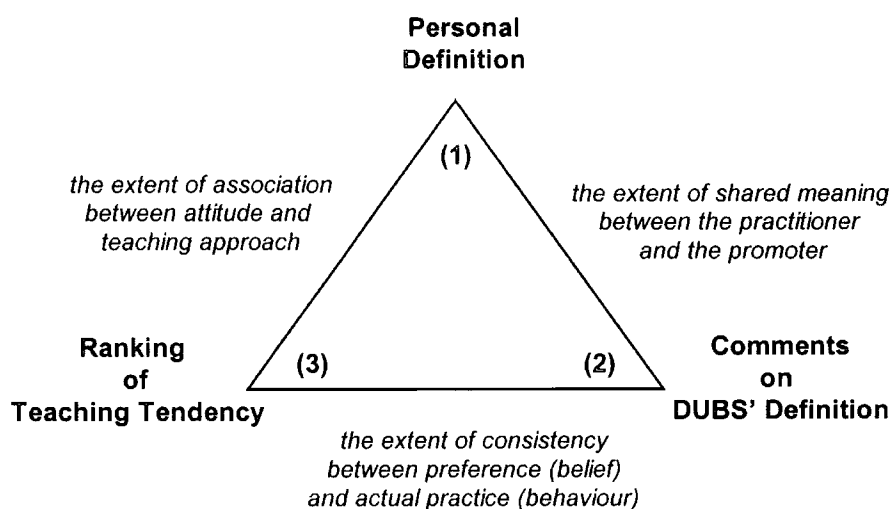 Personal
Definition
(1)
the extent of association
between attitude and
teaching approach
the extent of shared meaning
between the practitioner
and the promoter
Ranking
of
Teaching Tendency
(3)
(2)
Comments
on
DUBS' Definition
the extent of consistency
between preference (belief)
and actual practice (behaviour)